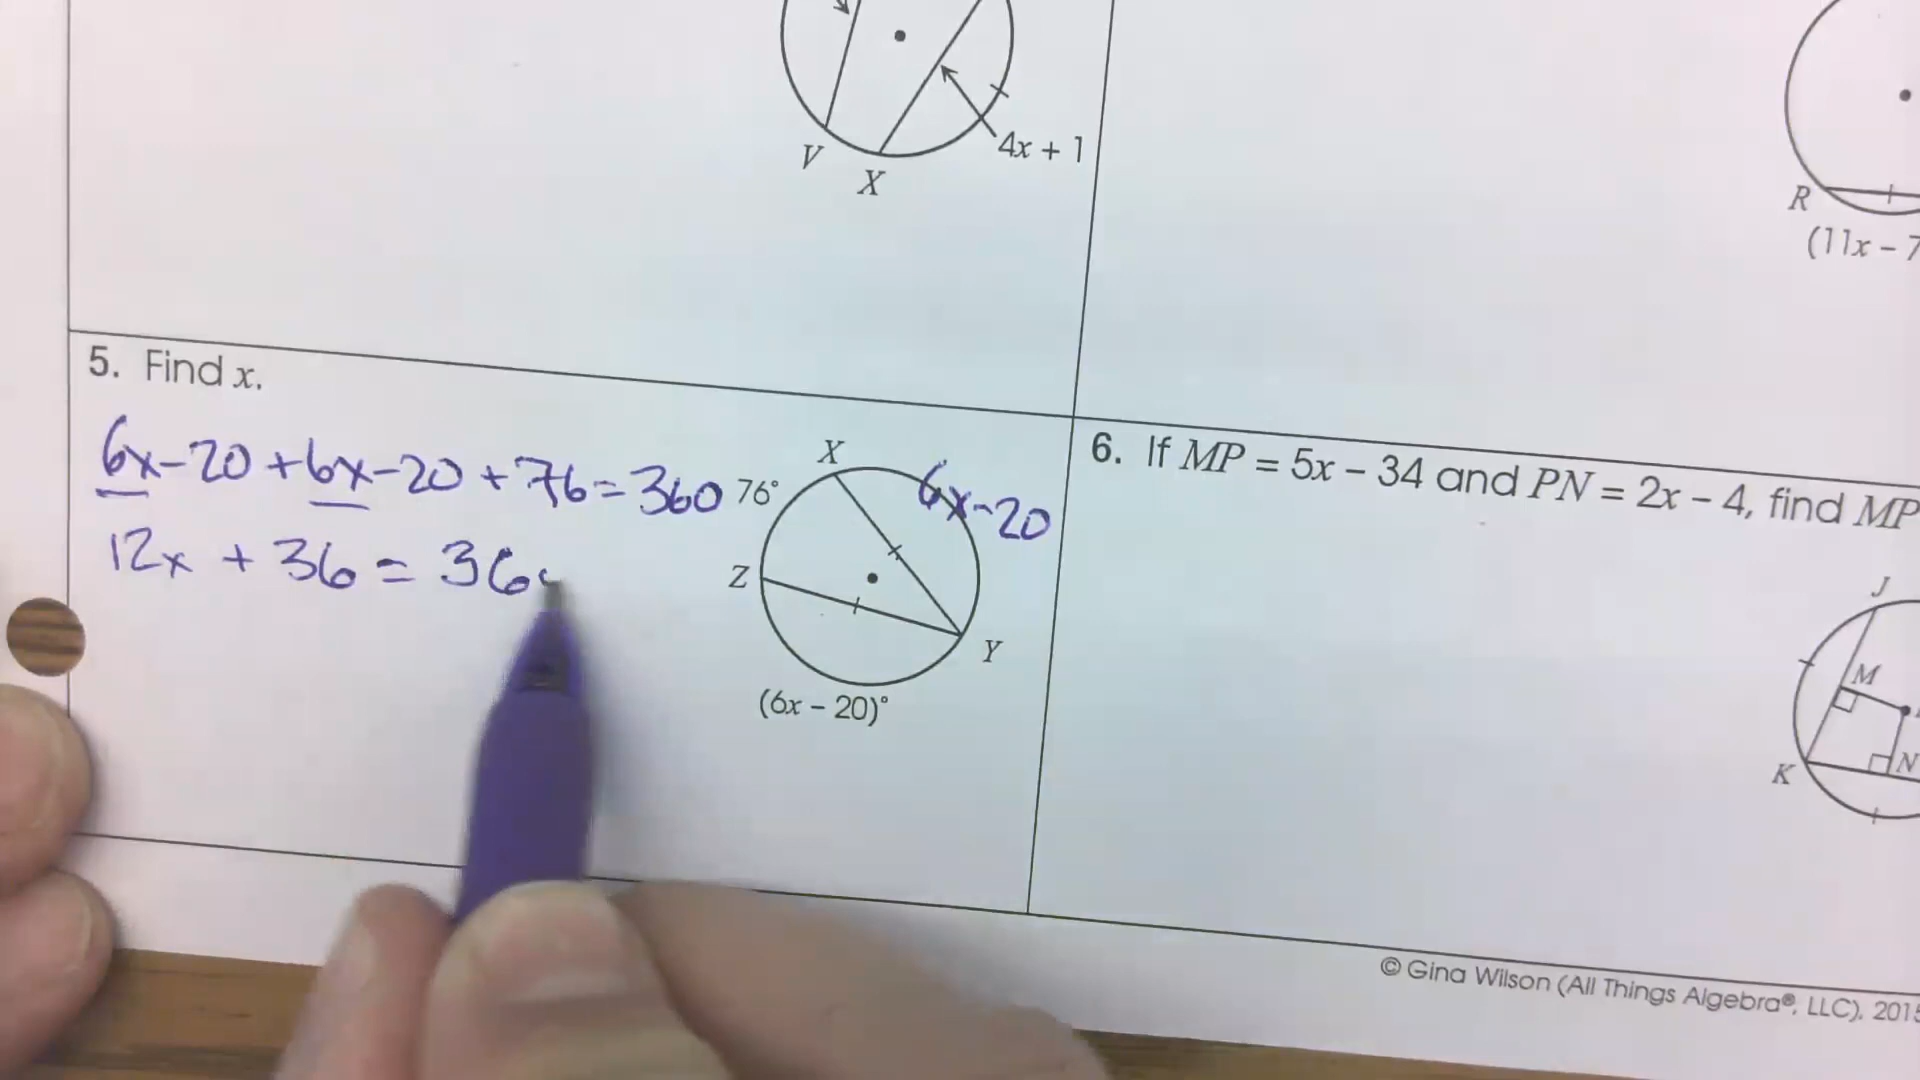 V
X
4x + 1
R
(11x – 7
5. Find x.
6x-20+6x-20+76=360
12x + 36 = 36
X
76°
6x-20
Z
Y
(6x – 20)°
6. If MP = 5x – 34 and PN = 2x – 4, find MP
J
M
K
N
© Gina Wilson (All Things Algebra®, LLC), 2015